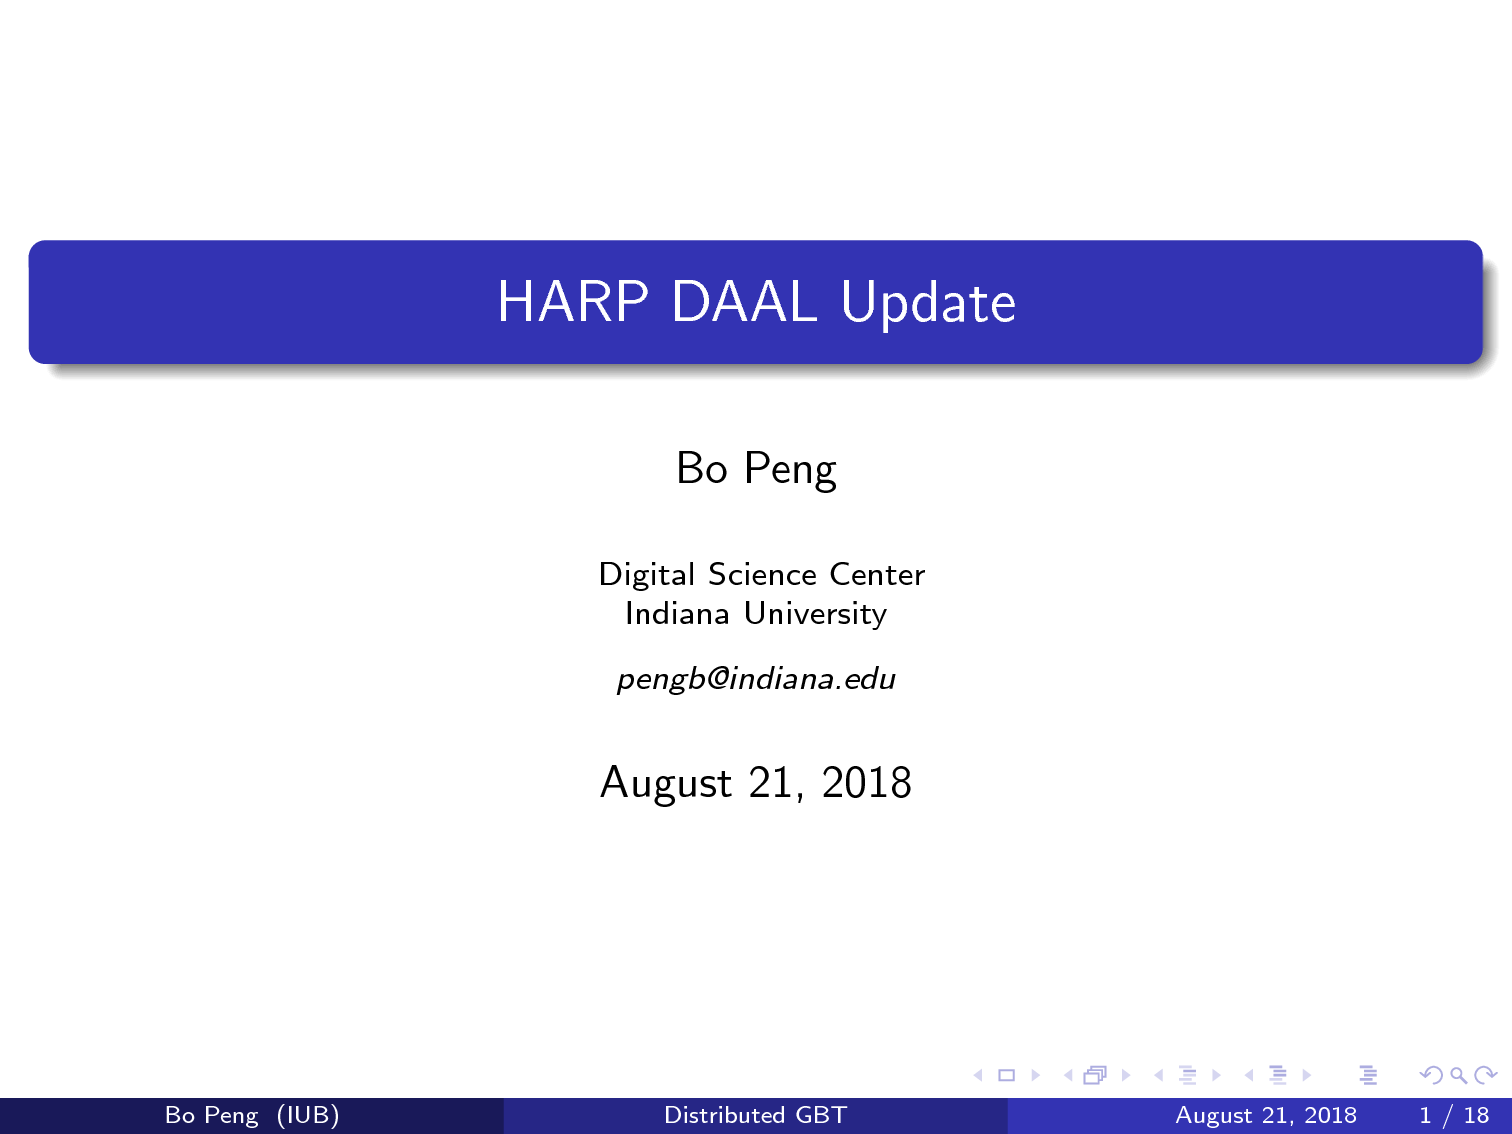 HARP DAAL Update
Bo Peng
Digital Science Center
Indiana University
pengb@indiana.edu
August 21, 2018
Bo Peng (IUB) Distributed GBT August 21, 2018 1 / 18